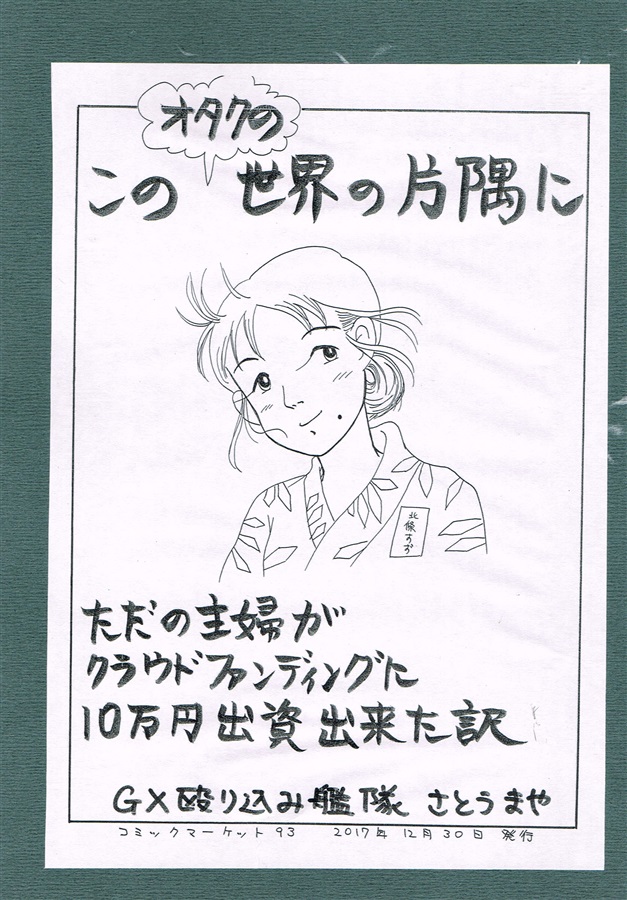 オタクの
この 世界の片隅に
北條すず
ただの主婦が
クラウドファンディングに
10万円出資出来た訳
GX殴り込み艦隊 さとうまや
コミックマーケット93 2017年12月30日 発行